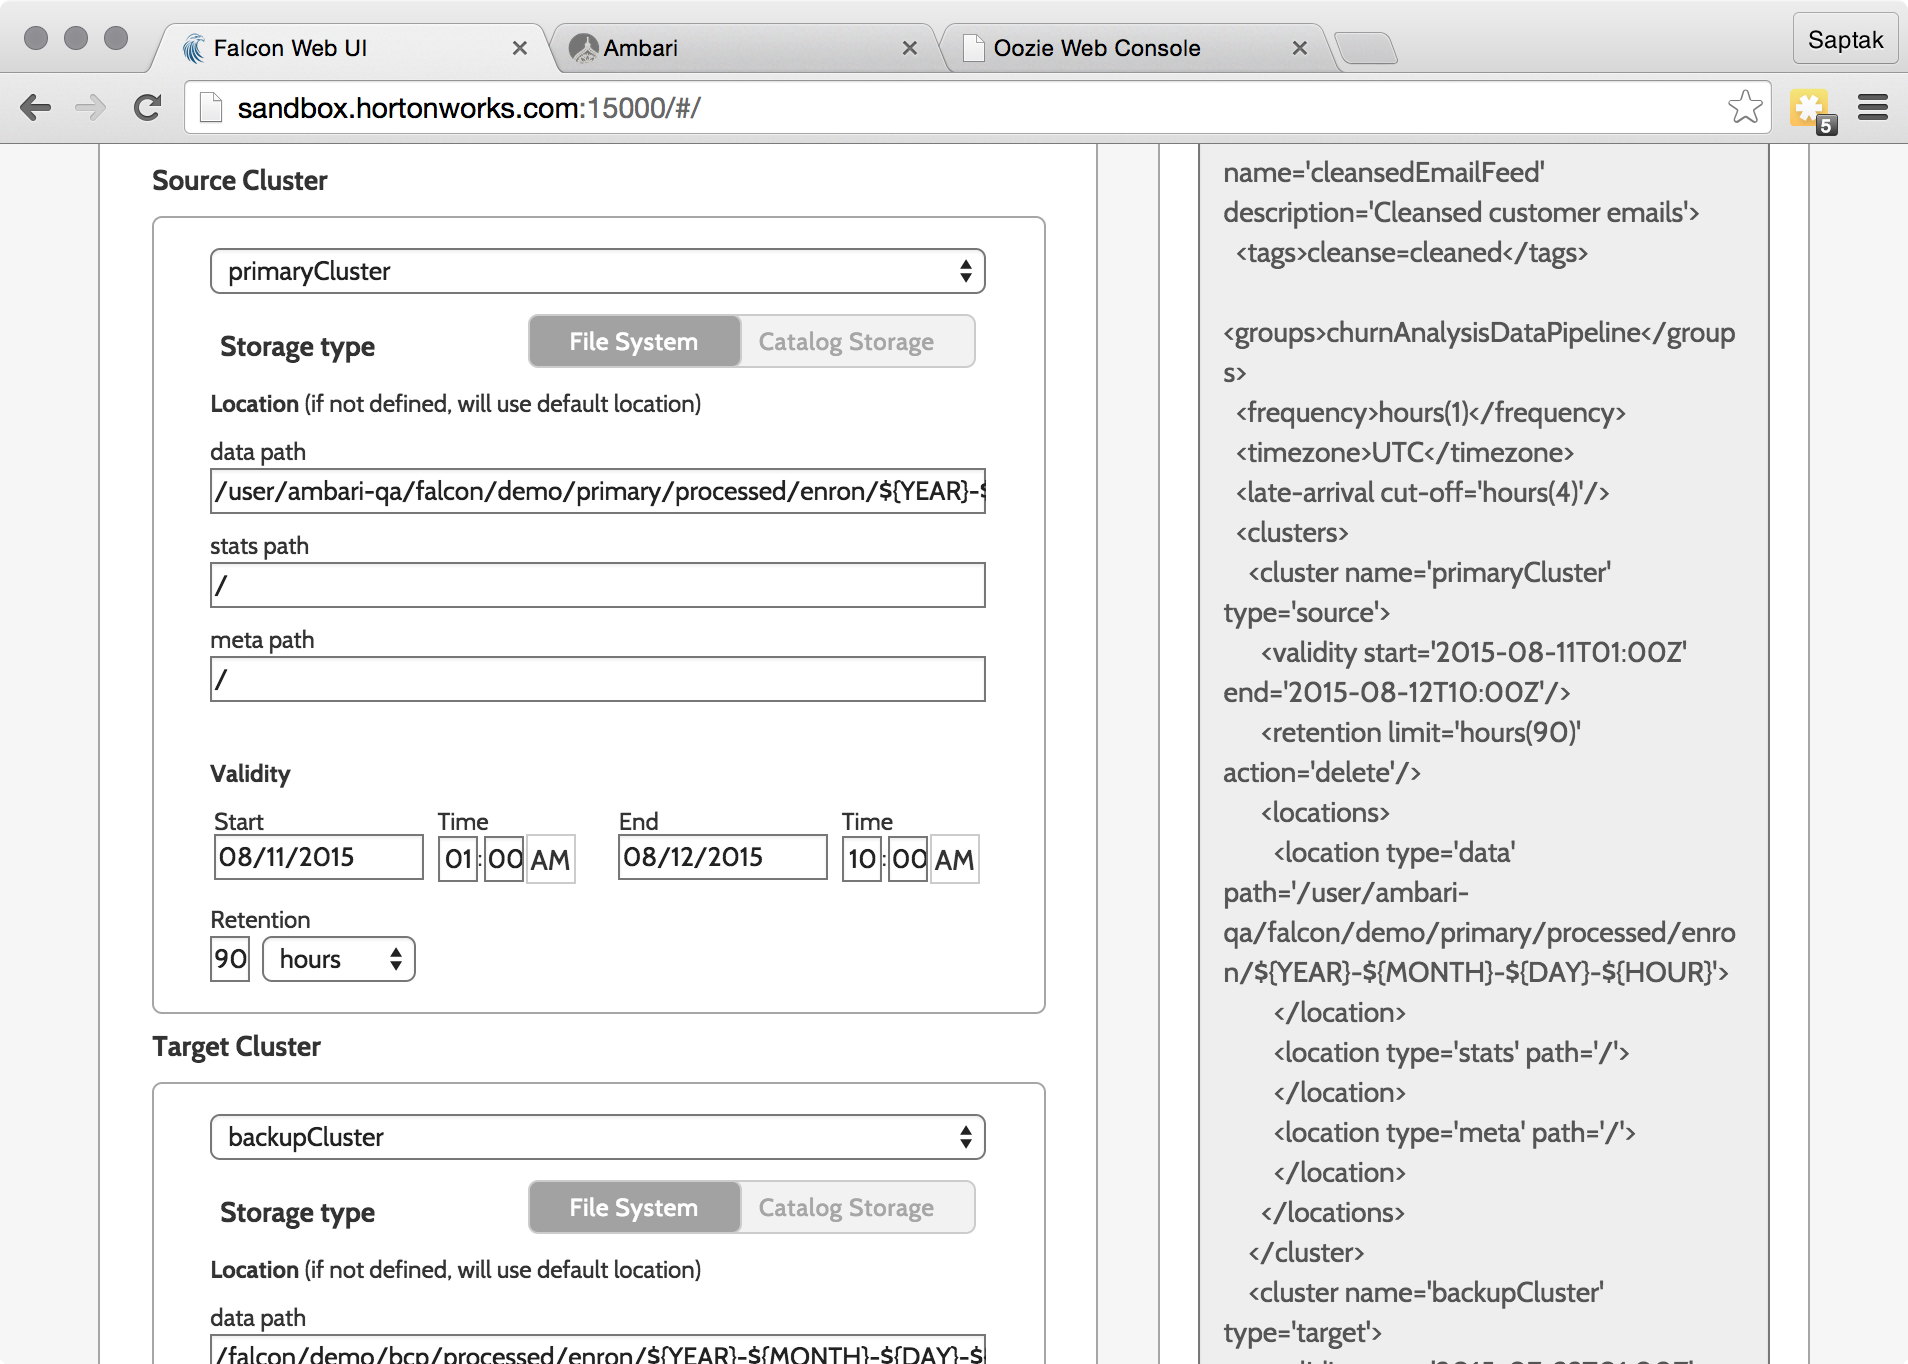 Falcon Web UI
Ambari
Oozie Web Console
Saptak
sandbox.hortonworks.com:15000/#/
5
Source Cluster
primaryCluster
Storage type
File System
Catalog Storage
Location (if not defined, will use default location)
data path
/user/ambari-qa/falcon/demo/primary/processed/enron/${YEAR}-$
stats path
/
meta path
/
Validity
Start
Time
End
Time
08/11/2015
01:00 AM
08/12/2015
10:00 AM
Retention
90
hours
Target Cluster
backupCluster
Storage type
File System
Catalog Storage
Location (if not defined, will use default location)
data path
/falcon/demo/bcp/processed/enron/${YEAR}-${MONTH}-${DAY}-$
name='cleansedEmailFeed'
description='Cleansed customer emails'>
<tags>cleanse=cleaned</tags>
<groups>churnAnalysisDataPipeline</group
s>
<frequency>hours(1)</frequency>
<timezone>UTC</timezone>
<late-arrival cut-off='hours(4)'/>
<clusters>
<cluster name='primaryCluster'
type='source'>
<validity start='2015-08-11T01:00Z'
end='2015-08-12T10:00Z'/>
<retention limit='hours(90)'
action='delete'/>
<locations>
<location type='data'
path='/user/ambari-
qa/falcon/demo/primary/processed/enro
n/${YEAR}-${MONTH}-${DAY}-${HOUR}'>
</location>
<location type='stats' path='/'>
</location>
<location type='meta' path='/'>
</location>
</locations>
</cluster>
<cluster name='backupCluster'
type='target'>